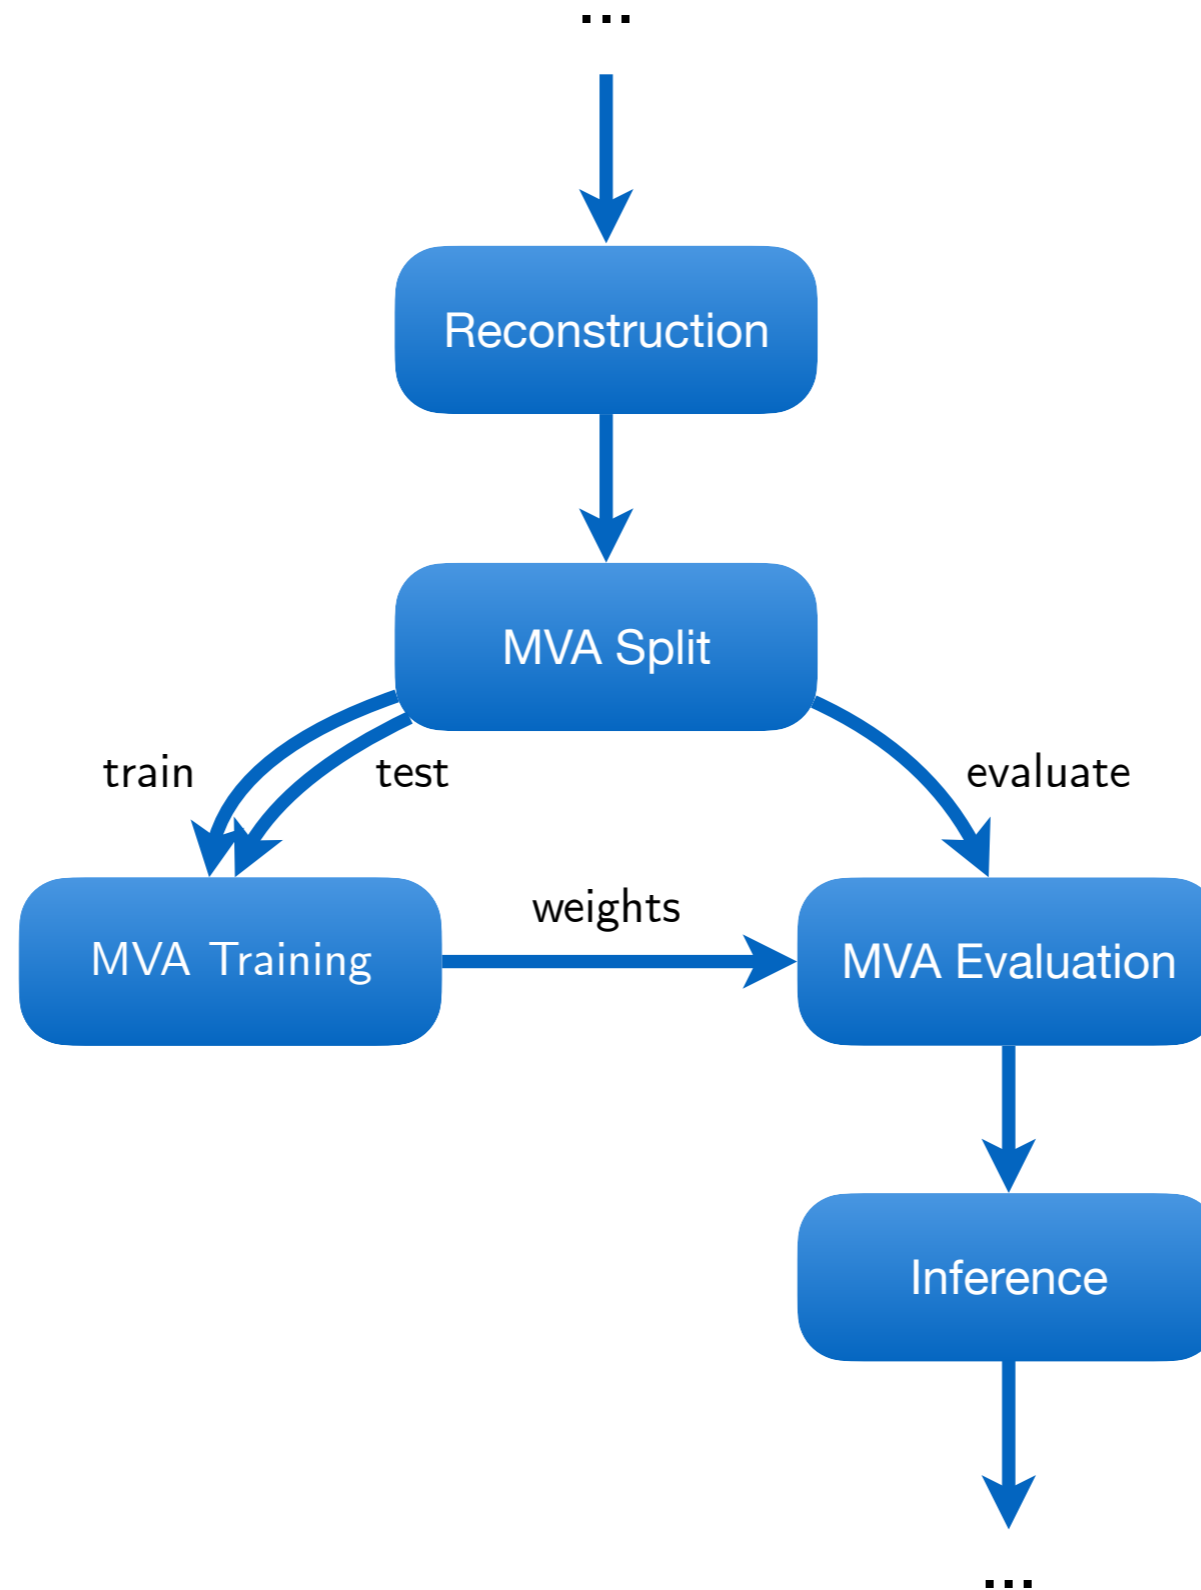 ...
Reconstruction
MVA Split
train
test
evaluate
weights
MVA Training
MVA Evaluation
Inference
...